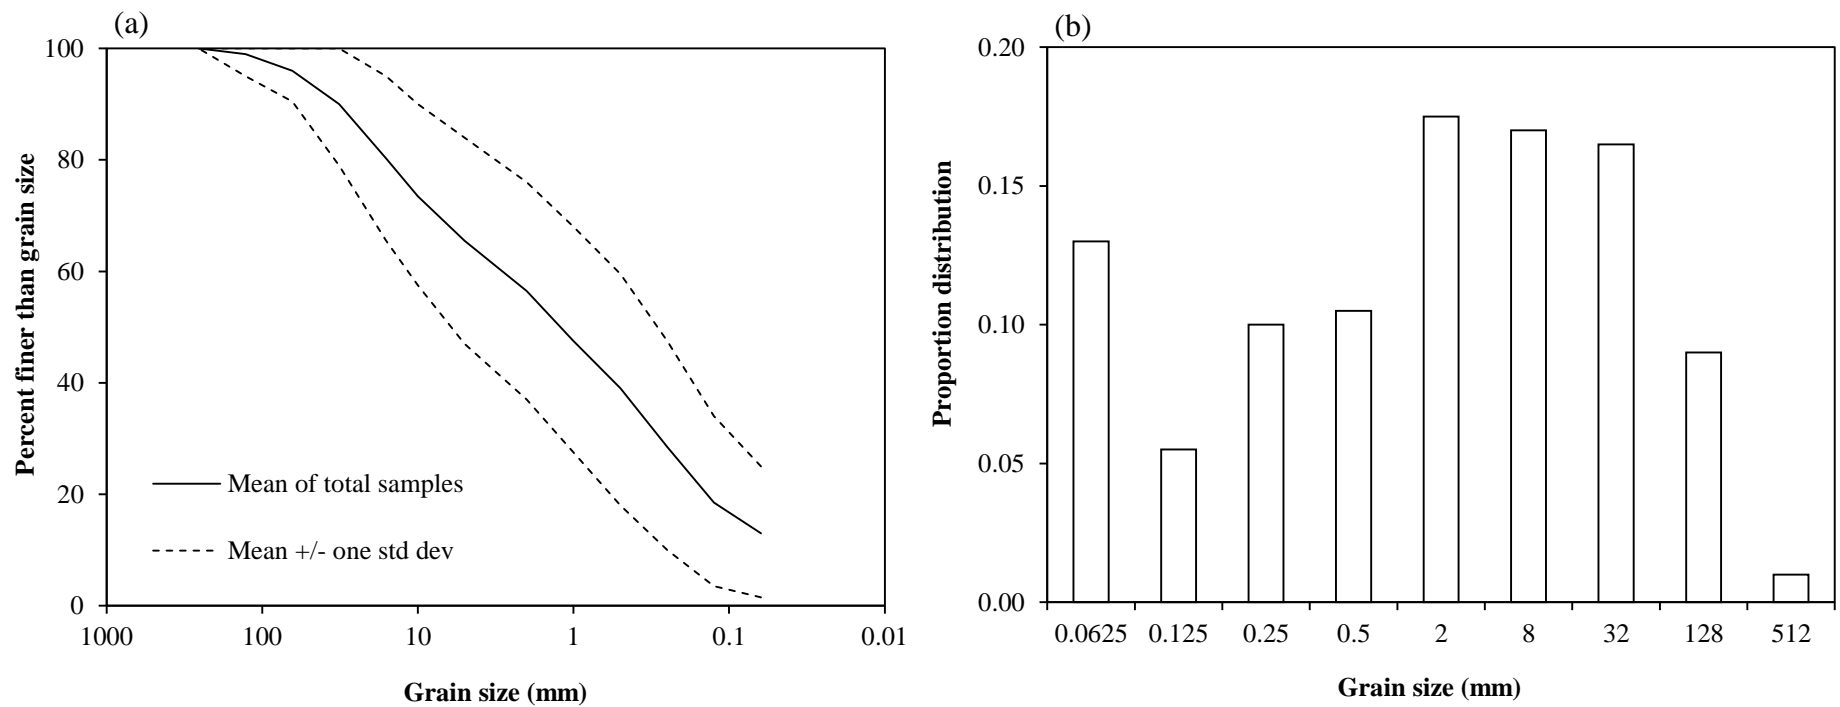 (a)
100
80
60
40
20
0
Percent finer than grain size
Mean of total samples
Mean +/- one std dev
1000 100 10 1 0.1 0.01
Grain size (mm)
(b)
0.20
0.15
0.10
0.05
0.00
Proportion distribution
0.0625 0.125 0.25 0.5 2 8 32 128 512
Grain size (mm)